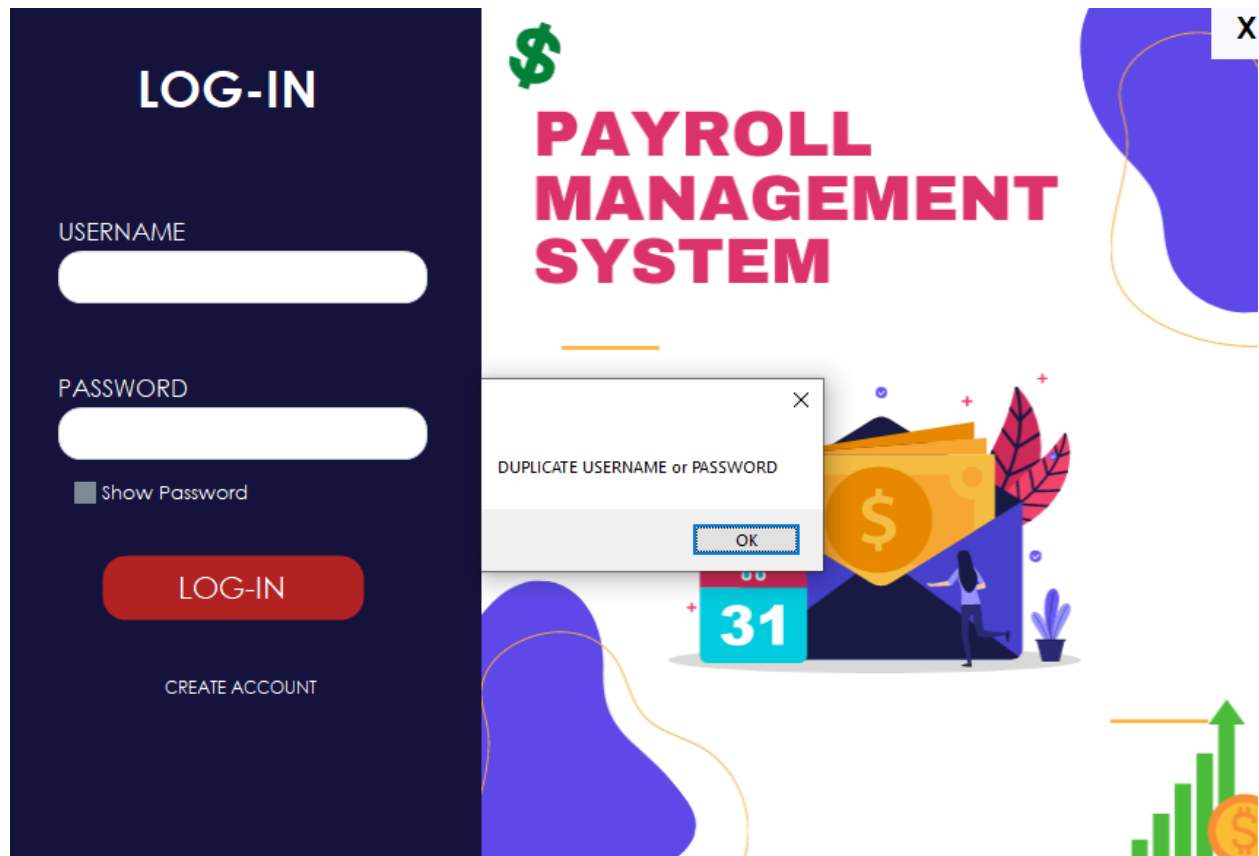 LOG-IN
USERNAME
PASSWORD
Show Password
LOG-IN
CREATE ACCOUNT
$
X
PAYROLL
MANAGEMENT
SYSTEM
DUPLICATE USERNAME or PASSWORD
OK
$
31
$